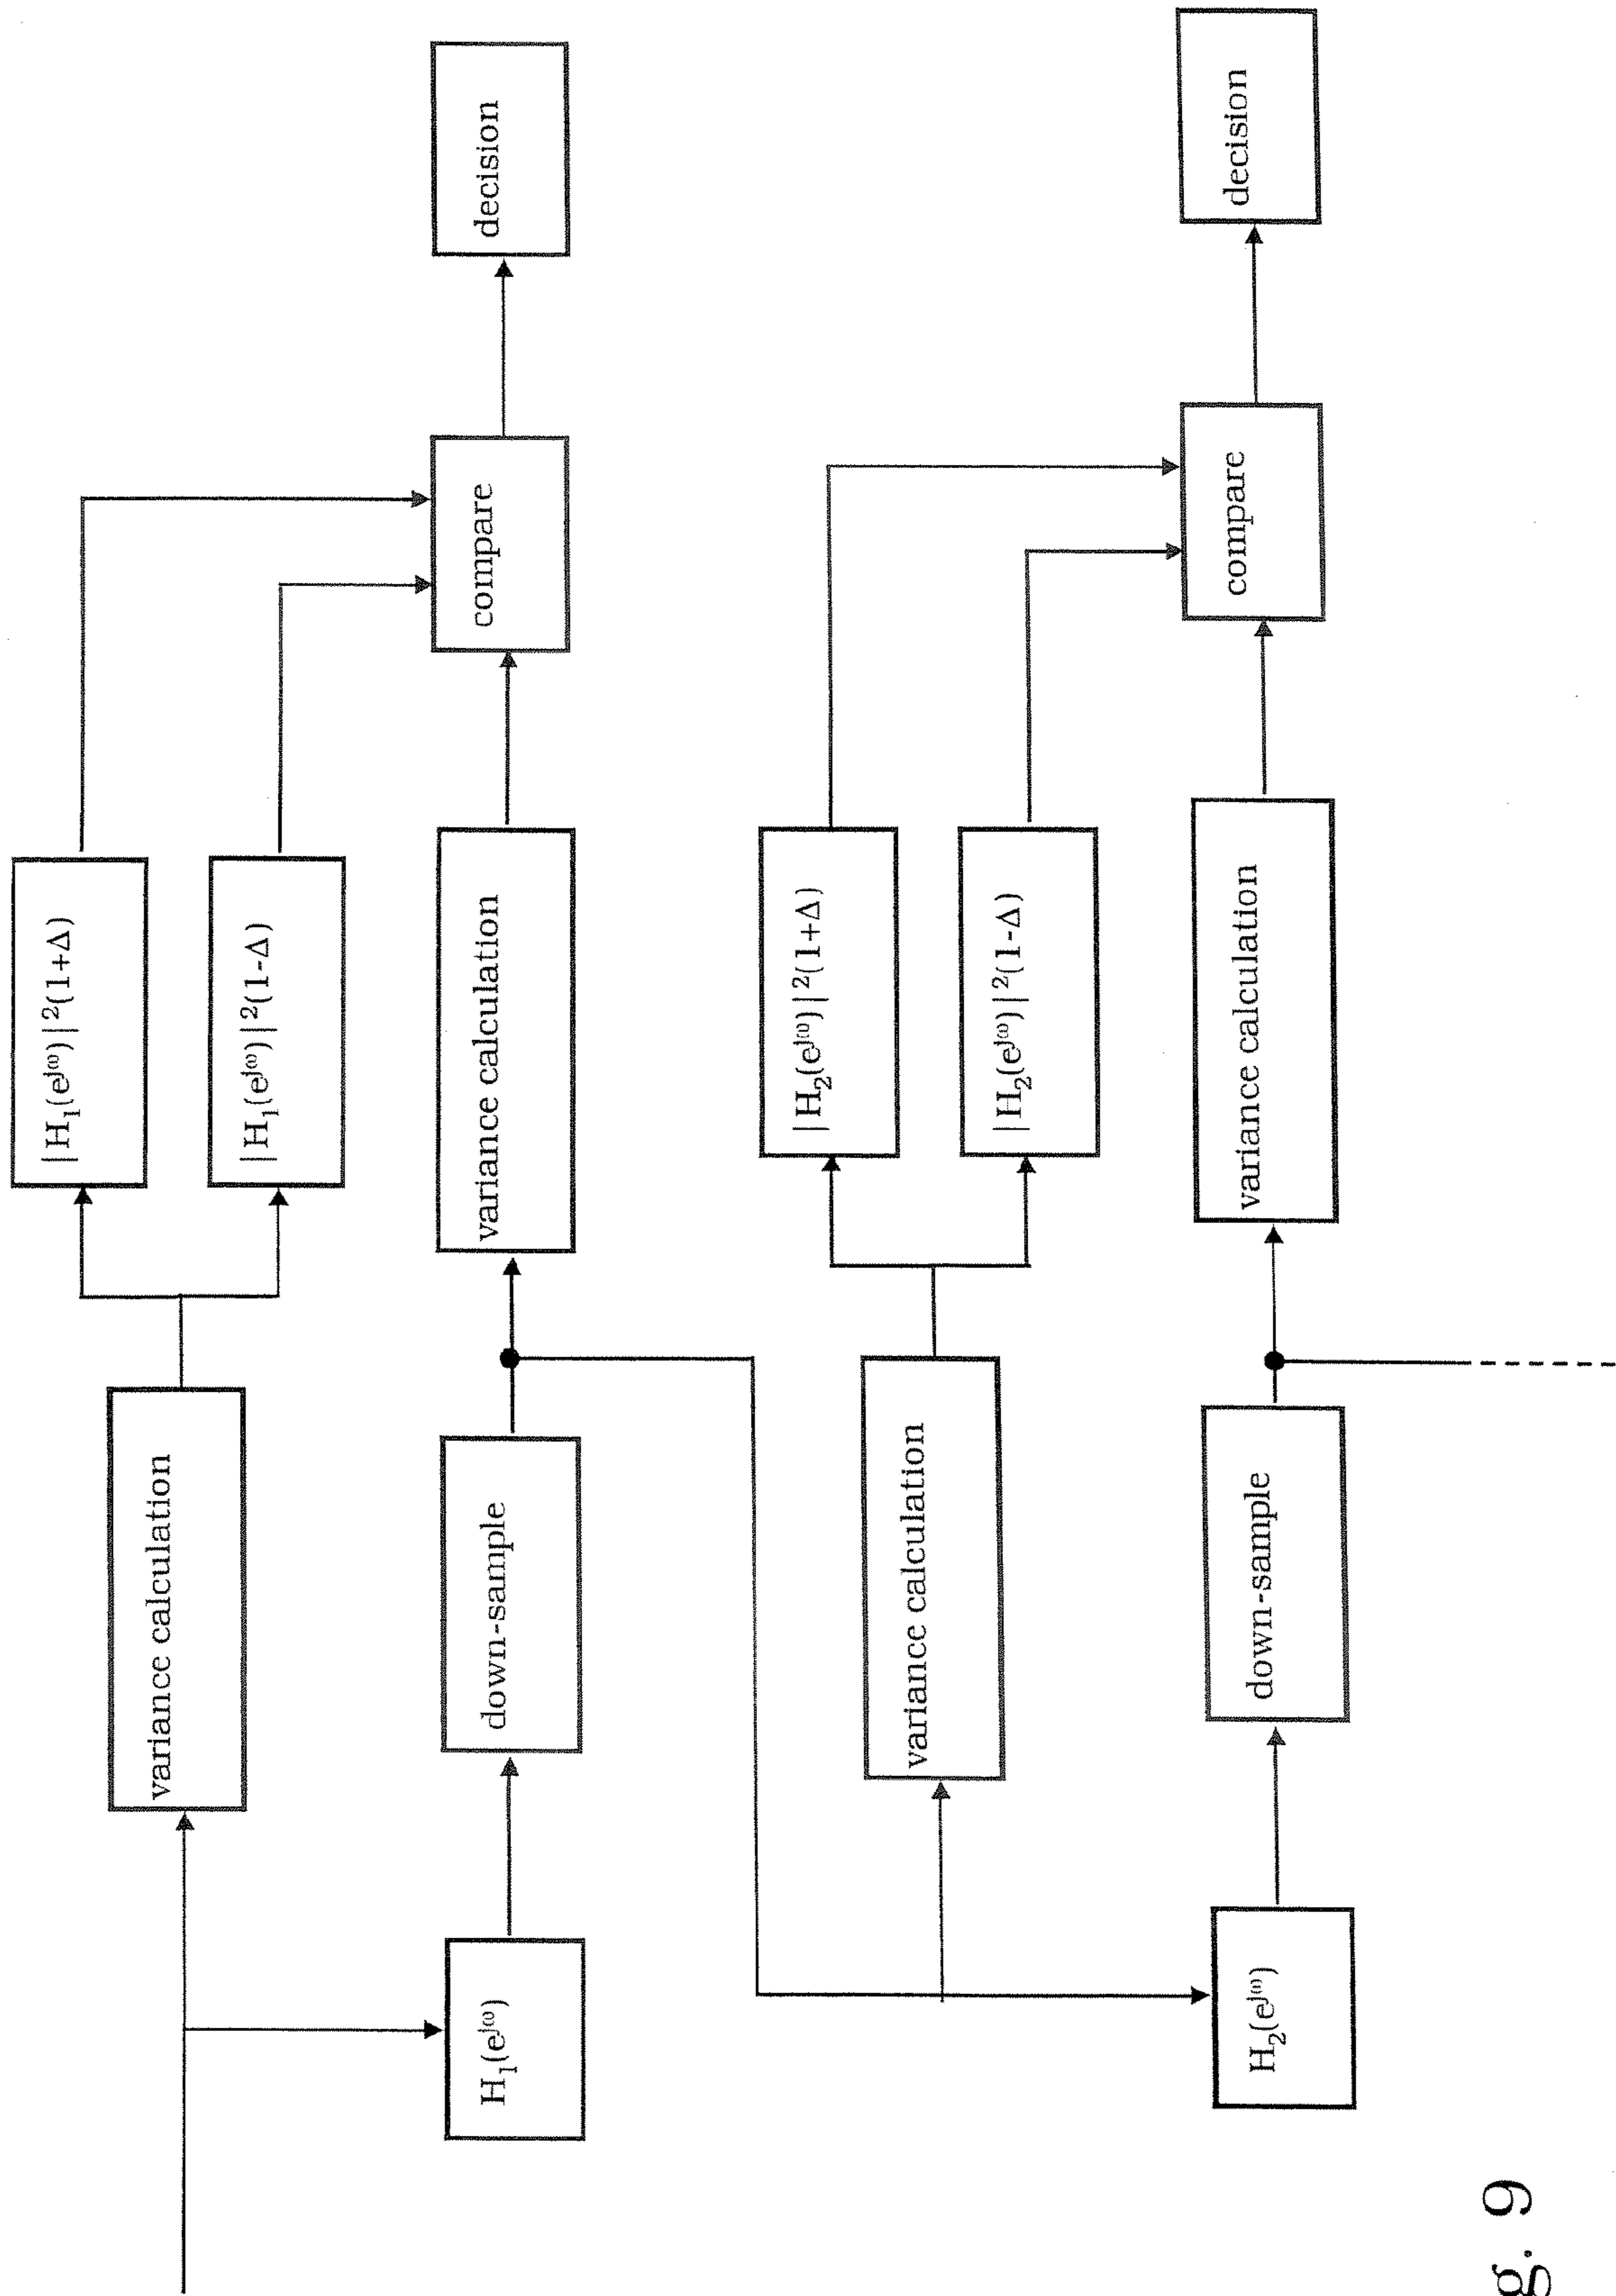 variance calculation
|H₁(eʲω)|²(1+Δ)
|H₁(eʲω)|²(1-Δ)
H₁(eʲω)
down-sample
variance calculation
compare
decision
variance calculation
|H₂(eʲω)|²(1+Δ)
|H₂(eʲω)|²(1-Δ)
H₂(eʲω)
down-sample
variance calculation
compare
decision
g. 9